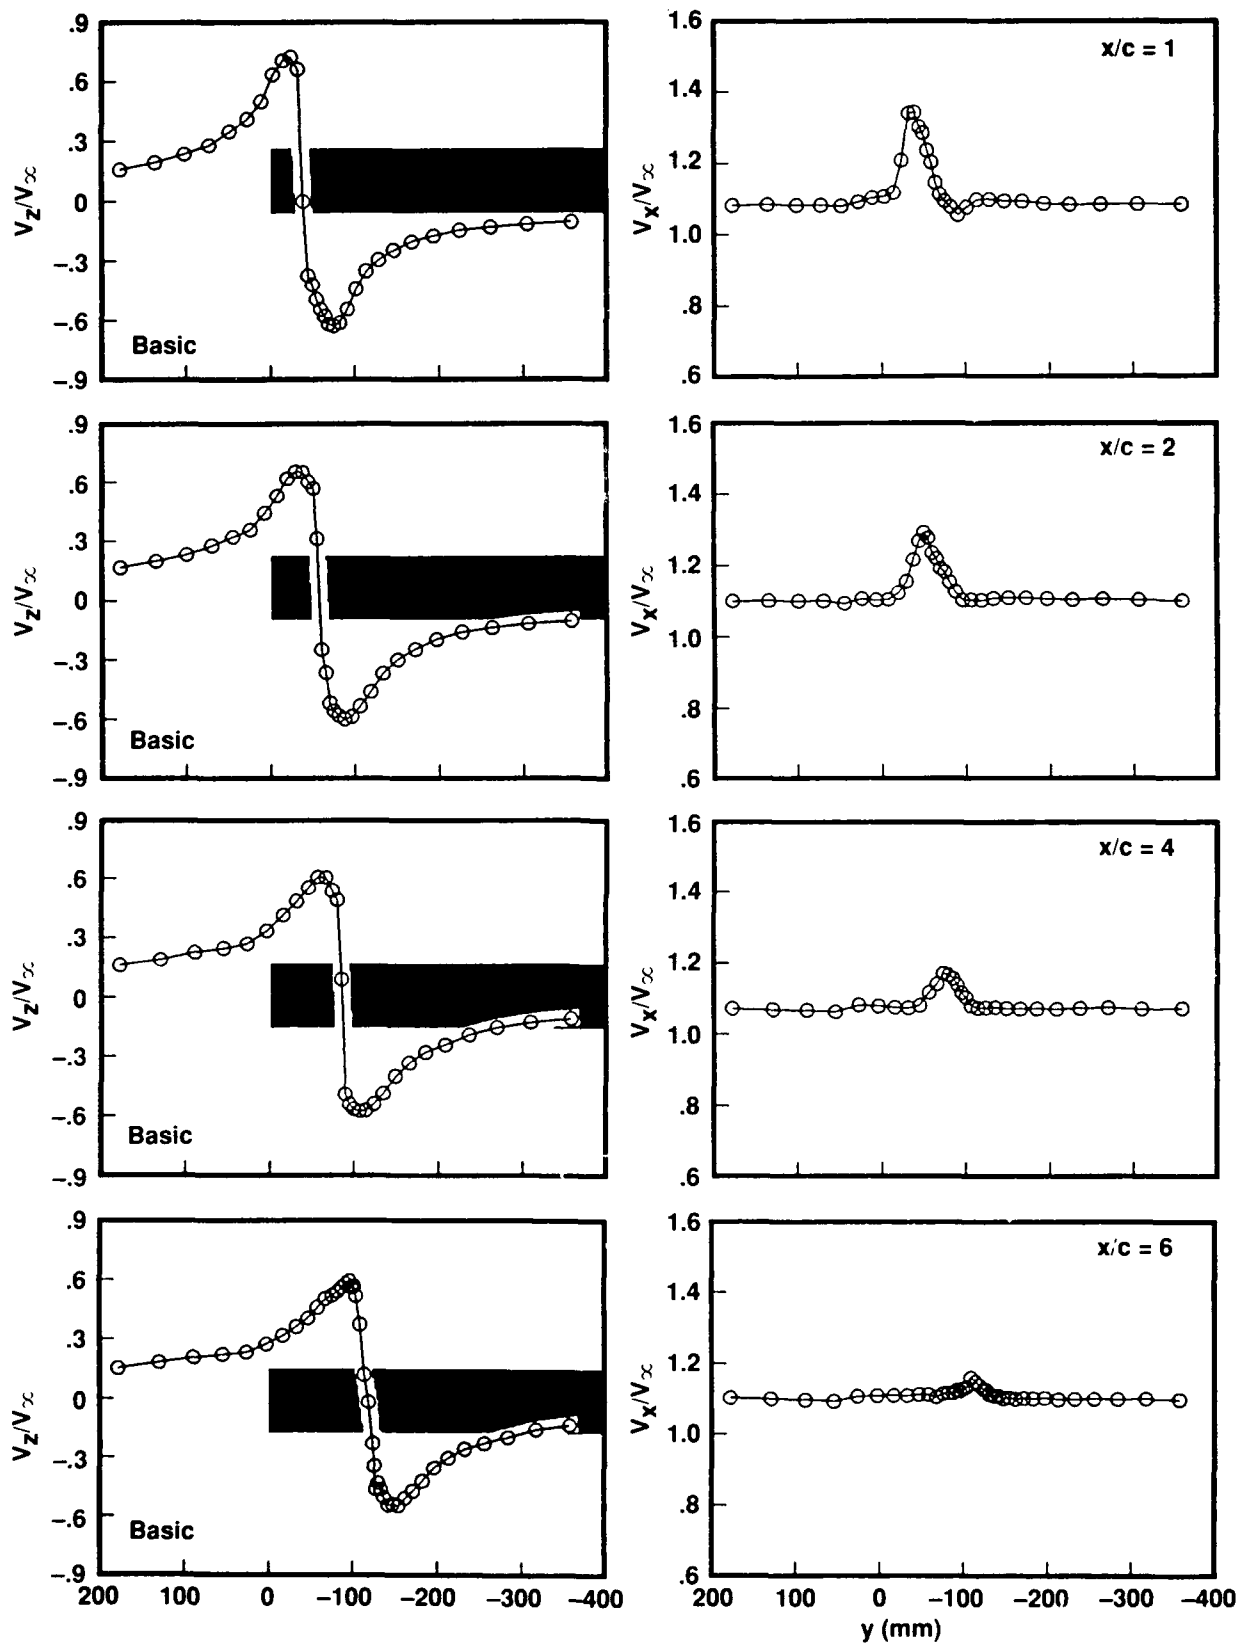 .9
.6
.3
0
–.3
–.6
–.9
Vz/V∞
Basic
1.6
1.4
1.2
1.0
.8
.6
Vx/V∞
x/c = 1
.9
.6
.3
0
–.3
–.6
–.9
Vz/V∞
Basic
1.6
1.4
1.2
1.0
.8
.6
Vx/V∞
x/c = 2
.9
.6
.3
0
–.3
–.6
–.9
Vz/V∞
Basic
1.6
1.4
1.2
1.0
.8
.6
Vx/V∞
x/c = 4
.9
.6
.3
0
–.3
–.6
–.9
Vz/V∞
Basic
200 100 0 –100 –200 –300 –400
1.6
1.4
1.2
1.0
.8
.6
Vx/V∞
x/c = 6
200 100 0 –100 –200 –300 –400
y (mm)